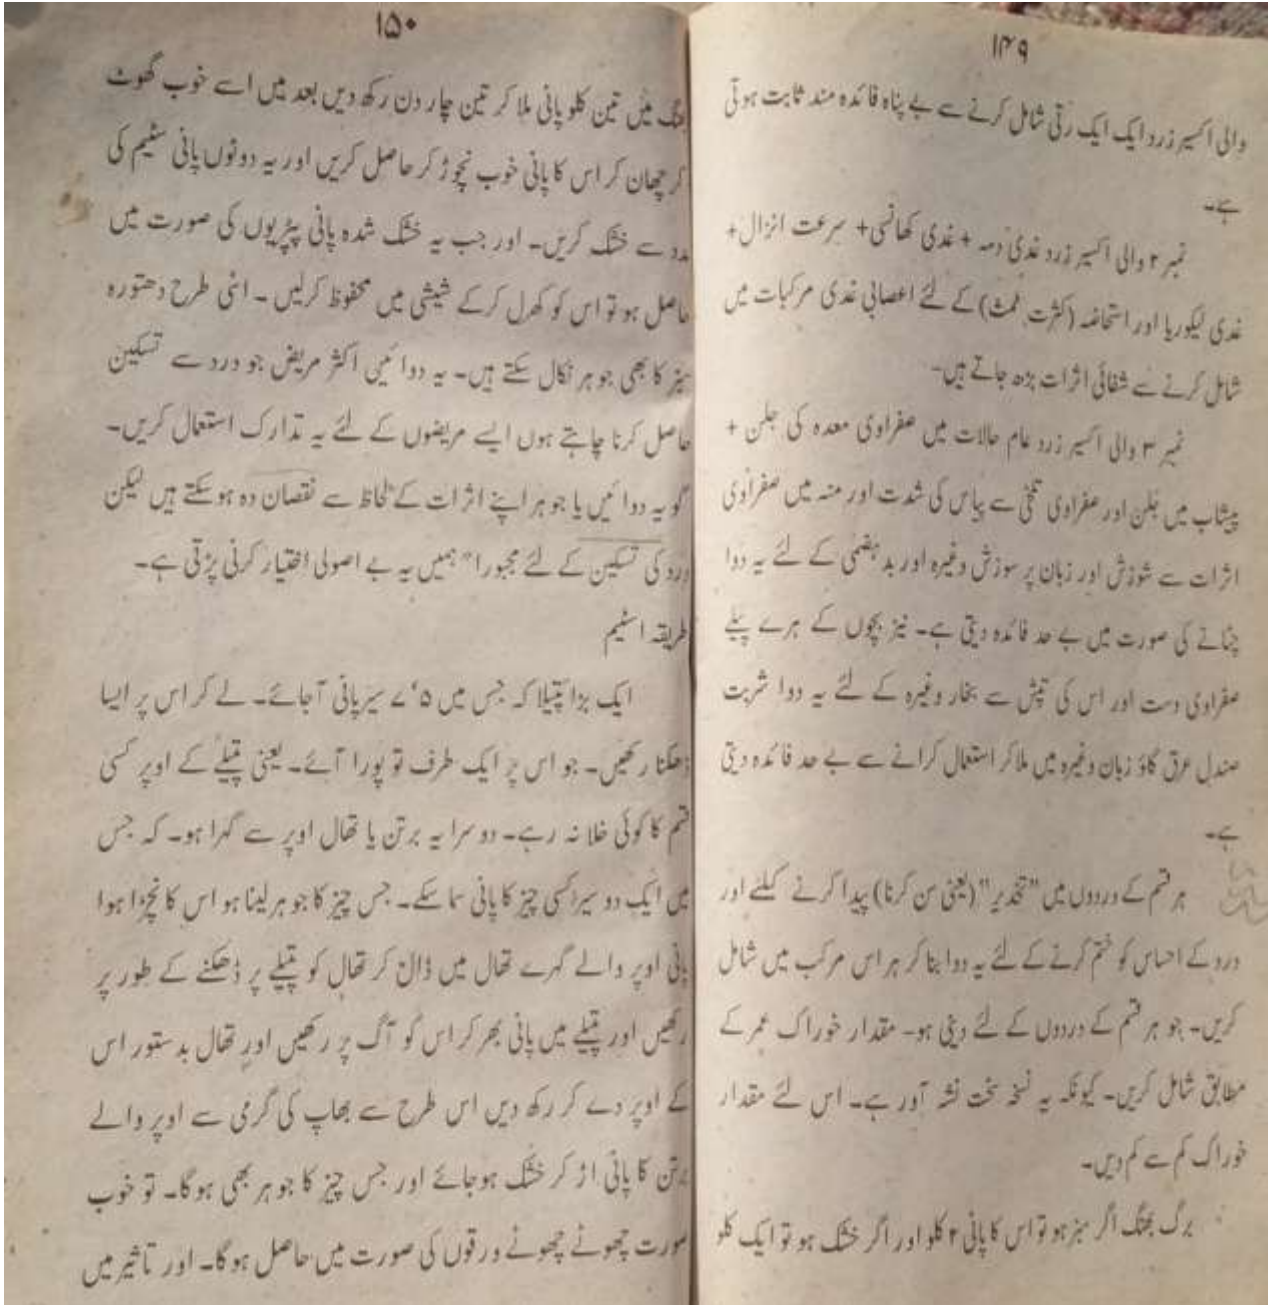 ۱۴۹
والی اکسیر زرد ایک ایک رتی شامل کرنے سے بے پناہ فائدہ مند ثابت ہوتی
ہے۔
نمبر ۲ والی اکسیر زرد غدی دمہ + غدی کھانسی + سرعت انزال +
غدی لیکوریا اور استحاضہ (کثرت طمث) کے لئے اعصابی غدی مرکبات میں
شامل کرنے سے شفائی اثرات بڑھ جاتے ہیں۔
نمبر ۳ والی اکسیر زرد عام حالات میں صفراوی معدہ کی جلن +
پیشاب میں جلن اور صفراوی تلخی سے پیاس کی شدت اور منہ میں صفراوی
اثرات سے شوزش اور زبان پر سوزش وغیرہ اور بد ہضمی کے لئے یہ دوا
چٹانے کی صورت میں بے حد فائدہ دیتی ہے۔ نیز بچوں کے ہرے پیلے
صفراوی دست اور اس کی تپش سے بخار وغیرہ کے لئے یہ دوا شربت
صندل عرق گاؤ زبان وغیرہ میں ملا کر استعمال کرانے سے بے حد فائدہ دیتی
ہے۔
ہر قسم کے دردوں میں "تخدیر" (یعنی سن کرنا) پیدا کرنے کیلئے اور
درد کے احساس کو ختم کرنے کے لئے یہ دوا بنا کر ہر اس مرکب میں شامل
کریں۔ جو ہر قسم کے دردوں کے لئے دینی ہو۔ مقدار خوراک عمر کے
مطابق شامل کریں۔ کیونکہ یہ نسخہ سخت نشہ آور ہے۔ اس لئے مقدار
خوراک کم سے کم دیں۔
برگ بھنگ اگر سبز ہو تو اس کا پانی ۲ کلو اور اگر خشک ہو تو ایک کلو
۱۵۰
بھنگ میں تین کلو پانی ملا کر تین چار دن رکھ دیں بعد میں اسے خوب گھوٹ
کر چھان کر اس کا پانی خوب نچوڑ کر حاصل کریں اور یہ دونوں پانی سٹیم کی
مدد سے خشک کریں۔ اور جب یہ خشک شدہ پانی پپڑیوں کی صورت میں
حاصل ہو تو اس کو کھرل کرکے شیشی میں محفوظ کرلیں۔ اسی طرح دھتورہ
سبز کا بھی جوہر نکال سکتے ہیں۔ یہ دوائیں اکثر مریض جو درد سے تسکین
حاصل کرنا چاہتے ہوں ایسے مریضوں کے لئے یہ تدارک استعمال کریں۔
گو یہ دوائیں یا جوہر اپنے اثرات کے لحاظ سے نقصان دہ ہوسکتے ہیں لیکن
درد کی تسکین کے لئے مجبورا" ہمیں یہ بے اصولی اختیار کرنی پڑتی ہے۔
طریقہ اسٹیم
ایک بڑا پتیلا کہ جس میں ۵' ۷ سیر پانی آجائے۔ لے کر اس پر ایسا
ڈھکنا رکھیں۔ جو اس پر ایک طرف تو پورا آئے۔ یعنی پتیلے کے اوپر کسی
قسم کا کوئی خلا نہ رہے۔ دوسرا یہ برتن یا تھال اوپر سے گہرا ہو۔ کہ جس
میں ایک دو سیر کسی چیز کا پانی سما سکے۔ جس چیز کا جوہر لینا ہو اس کا نچڑا ہوا
پانی اوپر والے گہرے تھال میں ڈال کر تھال کو پتیلے پر ڈھکنے کے طور پر
رکھیں اور پتیلے میں پانی بھر کر اس کو آگ پر رکھیں اور تھال بدستور اس
کے اوپر دے کر رکھ دیں اس طرح سے بھاپ کی گرمی سے اوپر والے
برتن کا پانی اڑ کر خشک ہوجائے اور جس چیز کا جوہر بھی ہوگا۔ تو خوب
صورت چھوٹے چھوٹے ورقوں کی صورت میں حاصل ہوگا۔ اور تاثیر میں